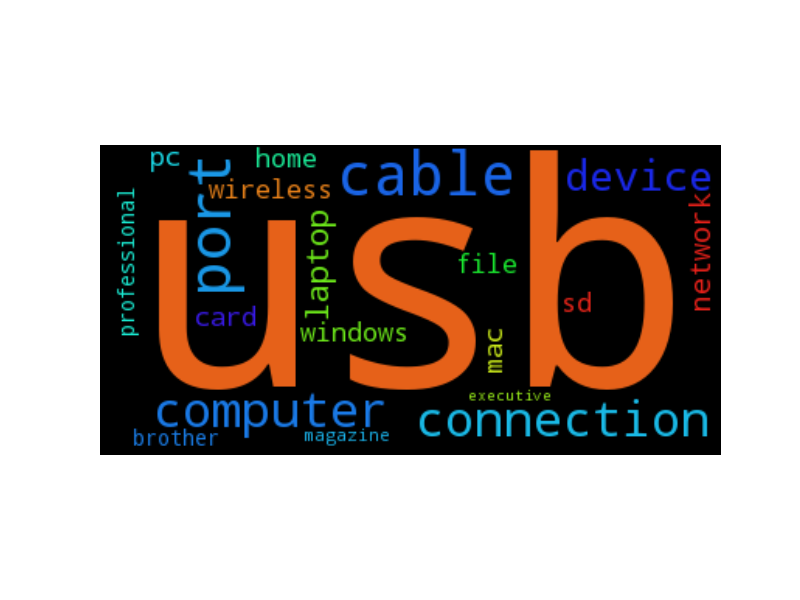 pc
home
cable
device
port
wireless
professional
laptop
network
usb
file
card
sd
windows
mac
executive
computer
connection
brother
magazine